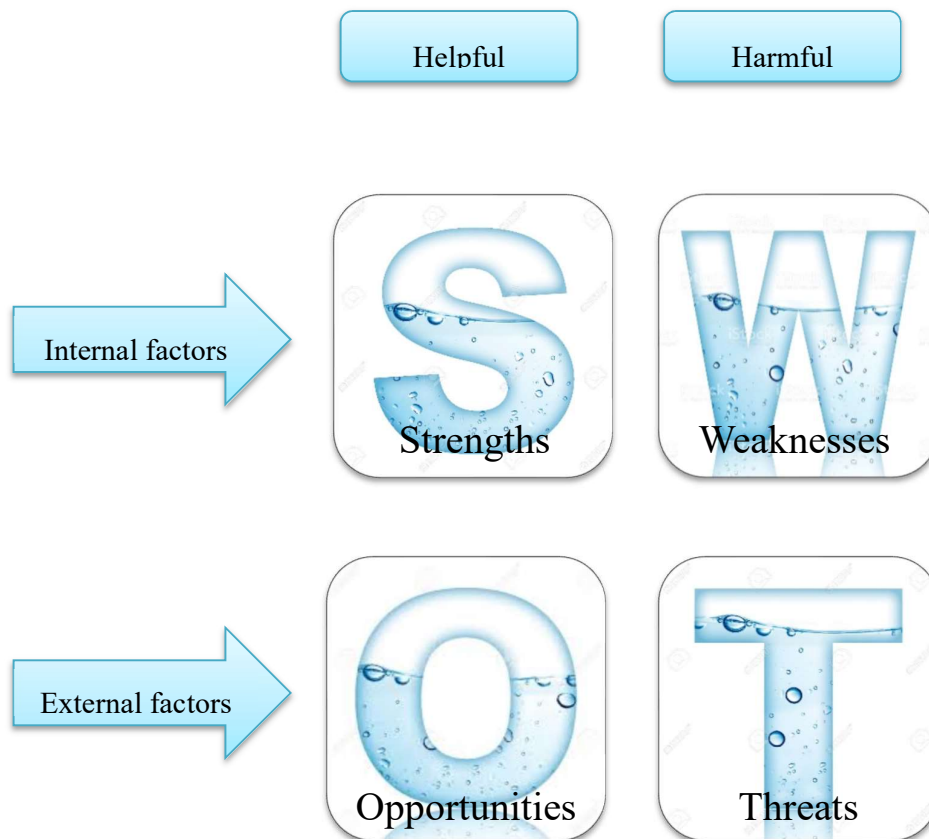 Helpful Harmful
S W
Internal factors
Strengths Weaknesses
O T
External factors
Opportunities Threats